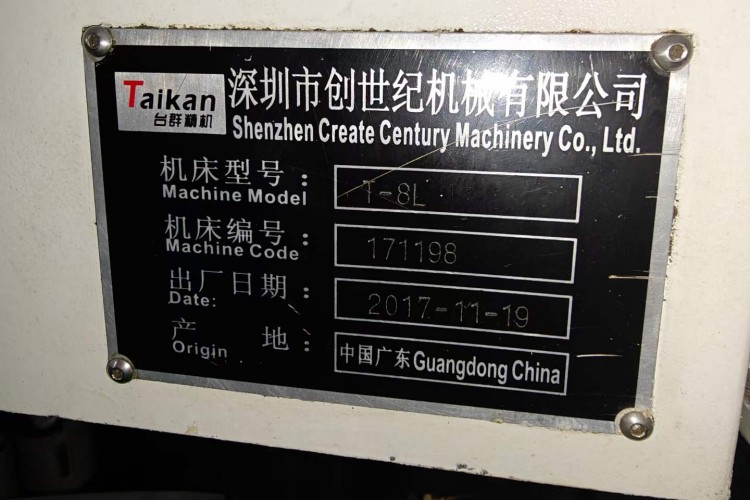 Taikan
台群精机
深圳市创世纪机械有限公司
Shenzhen Create Century Machinery Co., Ltd.
机床型号：
Machine Model
T-8L
机床编号：
Machine Code
171198
出厂日期：
Date:
2017-11-19
产 地：
Origin
中国广东 Guangdong China